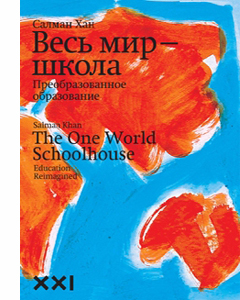 Салман Хан
Весь мир —
школа
Преобразованное
образование
Salman Khan
The One World
Schoolhouse
Education
Reimagined
XXI